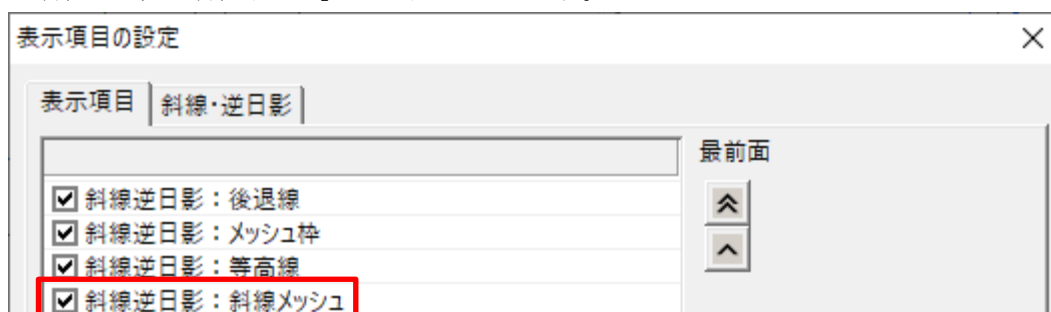 表示項目の設定
表示項目
斜線・逆日影
最前面
斜線逆日影：後退線
斜線逆日影：メッシュ枠
斜線逆日影：等高線
斜線逆日影：斜線メッシュ